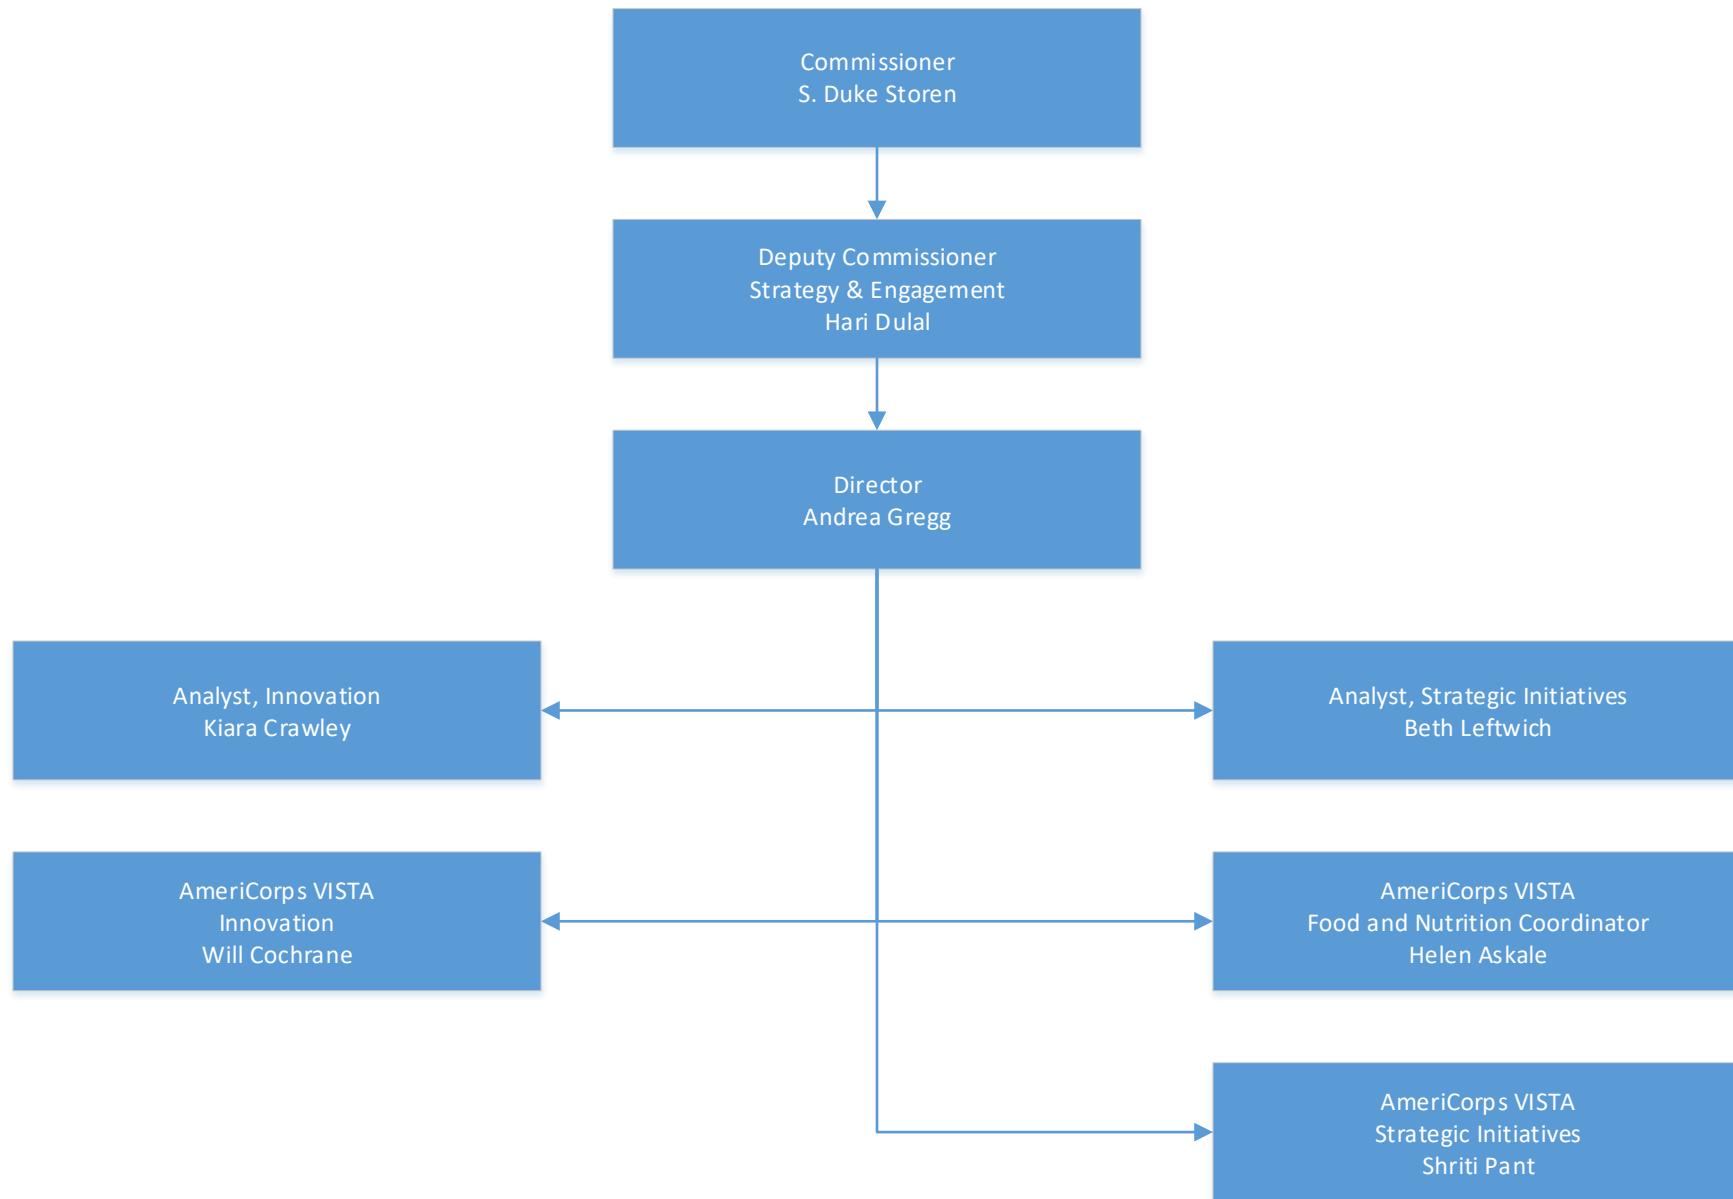 Commissioner
S. Duke Storen
Deputy Commissioner
Strategy & Engagement
Hari Dulal
Director
Andrea Gregg
Analyst, Innovation
Kiara Crawley
Analyst, Strategic Initiatives
Beth Leftwich
AmeriCorps VISTA
Innovation
Will Cochrane
AmeriCorps VISTA
Food and Nutrition Coordinator
Helen Askale
AmeriCorps VISTA
Strategic Initiatives
Shriti Pant